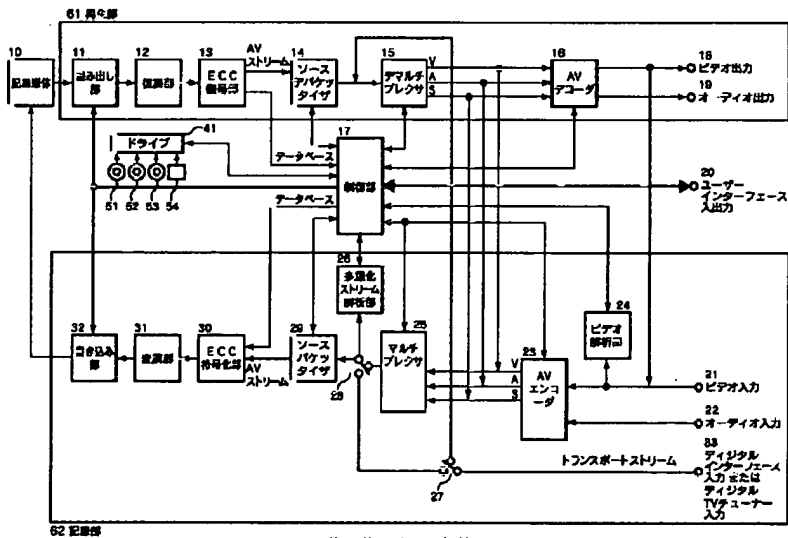 61 再生部
10
記録媒体
11
読み出し
部
12
復調部
13
ECC
復号部
AV
ストリーム
14
ソース
デパケッ
タイザ
15
デマルチ
プレクサ
V
A
S
16
AV
デコーダ
18
ビデオ出力
19
オーディオ出力
41
ドライブ
51
52
53
54
データベース
データベース
17
制御部
20
ユーザー
インターフェース
入出力
26
多重化
ストリーム
解析部
24
ビデオ
解析部
32
書き込み
部
31
変調部
30
ECC
符号化部
AV
ストリーム
29
ソース
パケッ
タイザ
28
25
マルチ
プレクサ
V
A
S
23
AV
エンコ
ーダ
21
ビデオ入力
22
オーディオ入力
27
トランスポートストリーム
33
ディジタル
インターフェース
入力または
ディジタル
TVチューナー
入力
62 記録部